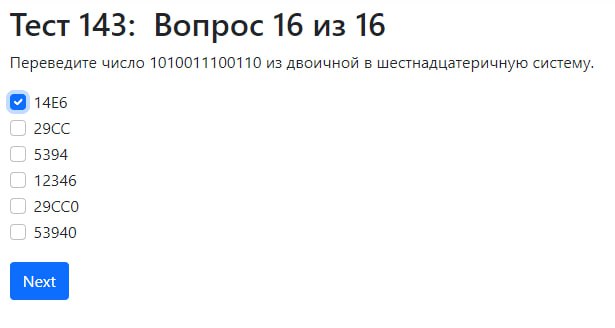 Тест 143: Вопрос 16 из 16
Переведите число 1010011100110 из двоичной в шестнадцатеричную систему.
14E6
29CC
5394
12346
29CC0
53940
Next